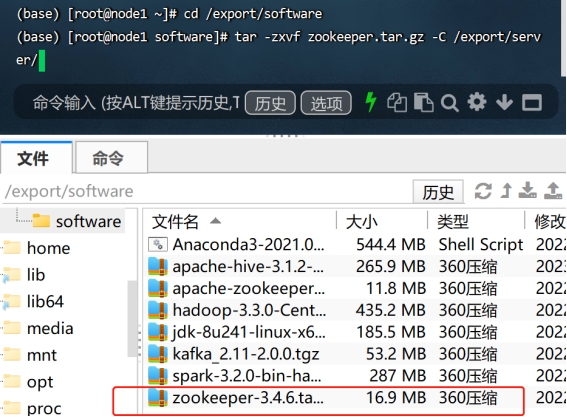 (base) [root@node1 ~]# cd /export/software
(base) [root@node1 software]# tar -zxvf zookeeper.tar.gz -C /export/serv
er/
命令输入 (按ALT键提示历史,T
历史
选项
文件
命令
/export/software
历史
software
文件名
大小
类型
修改
home
lib
lib64
media
mnt
opt
proc
Anaconda3-2021.0... 544.4 MB Shell Script 2022
apache-hive-3.1.2-... 265.9 MB 360压缩 2023
apache-zookeeper... 11.8 MB 360压缩 2022
hadoop-3.3.0-Cent... 435.2 MB 360压缩 2022
jdk-8u241-linux-x6... 185.5 MB 360压缩 2022
kafka_2.11-2.0.0.tgz 53.2 MB 360压缩 2022
spark-3.2.0-bin-ha... 287 MB 360压缩 2022
zookeeper-3.4.6.ta... 16.9 MB 360压缩 2022